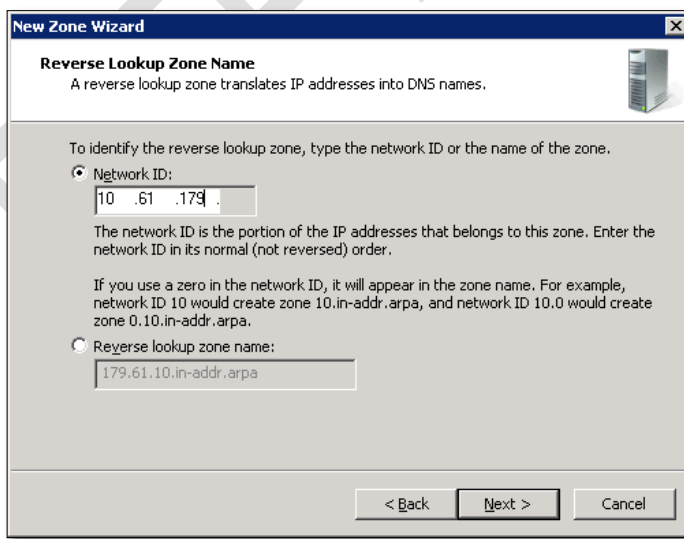 New Zone Wizard
Reverse Lookup Zone Name
A reverse lookup zone translates IP addresses into DNS names.
To identify the reverse lookup zone, type the network ID or the name of the zone.
Network ID:
10 .61 .179 .
The network ID is the portion of the IP addresses that belongs to this zone. Enter the
network ID in its normal (not reversed) order.
If you use a zero in the network ID, it will appear in the zone name. For example,
network ID 10 would create zone 10.in-addr.arpa, and network ID 10.0 would create
zone 0.10.in-addr.arpa.
Reverse lookup zone name:
179.61.10.in-addr.arpa
< Back Next > Cancel